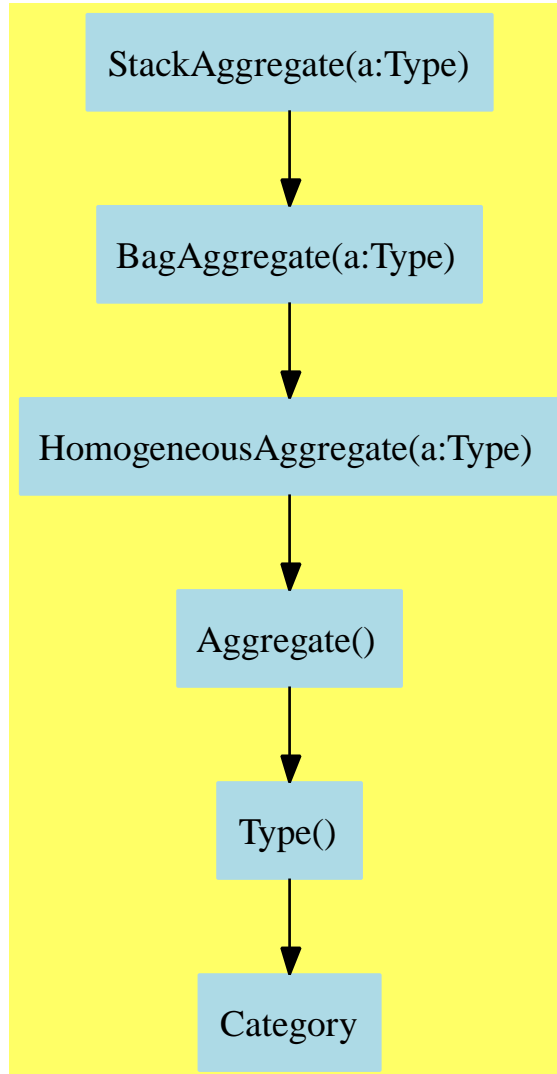 StackAggregate(a:Type)
BagAggregate(a:Type)
HomogeneousAggregate(a:Type)
Aggregate()
Type()
Category